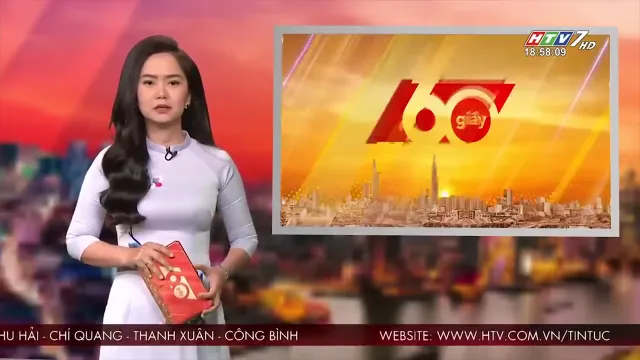 HTV7 HD
18:58:09
60 giây
HU HẢI - CHÍ QUANG - THANH XUÂN - CÔNG BÌNH
WEBSITE: WWW.HTV.COM.VN/TINTUC